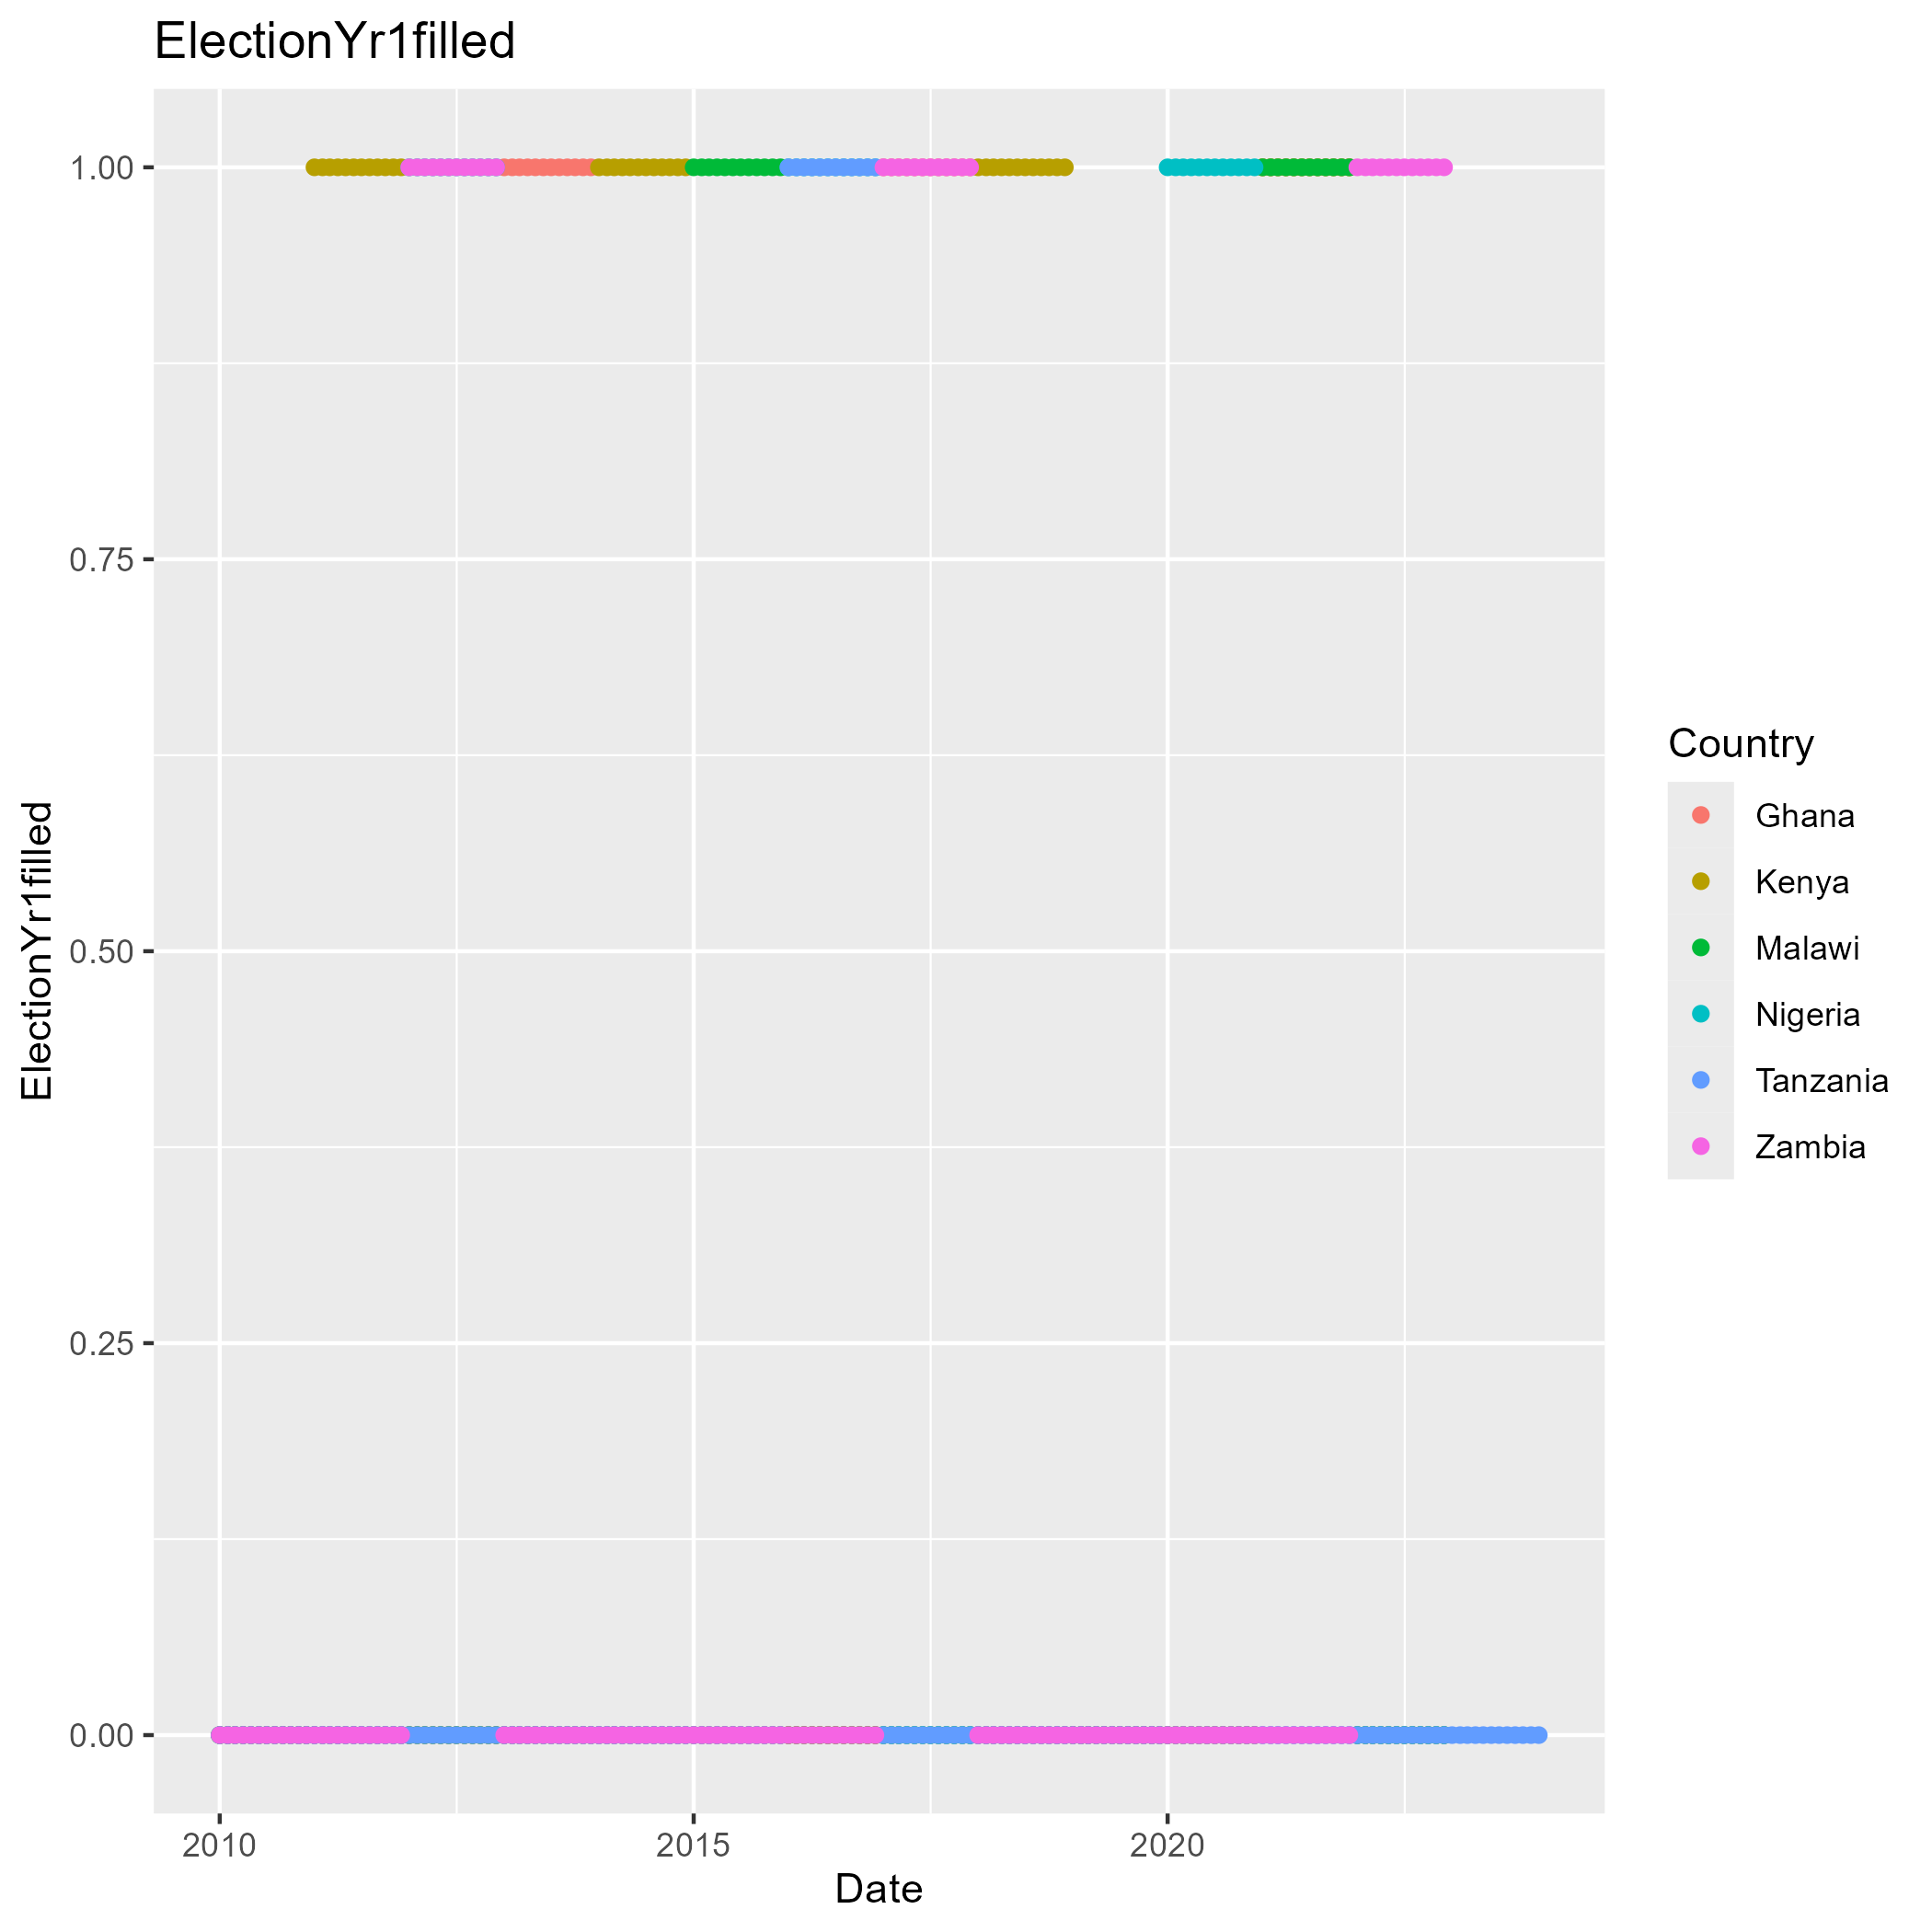 ElectionYr1filled
ElectionYr1filled
1.00
0.75
0.50
0.25
0.00
2010
2015
2020
Date
Country
Ghana
Kenya
Malawi
Nigeria
Tanzania
Zambia